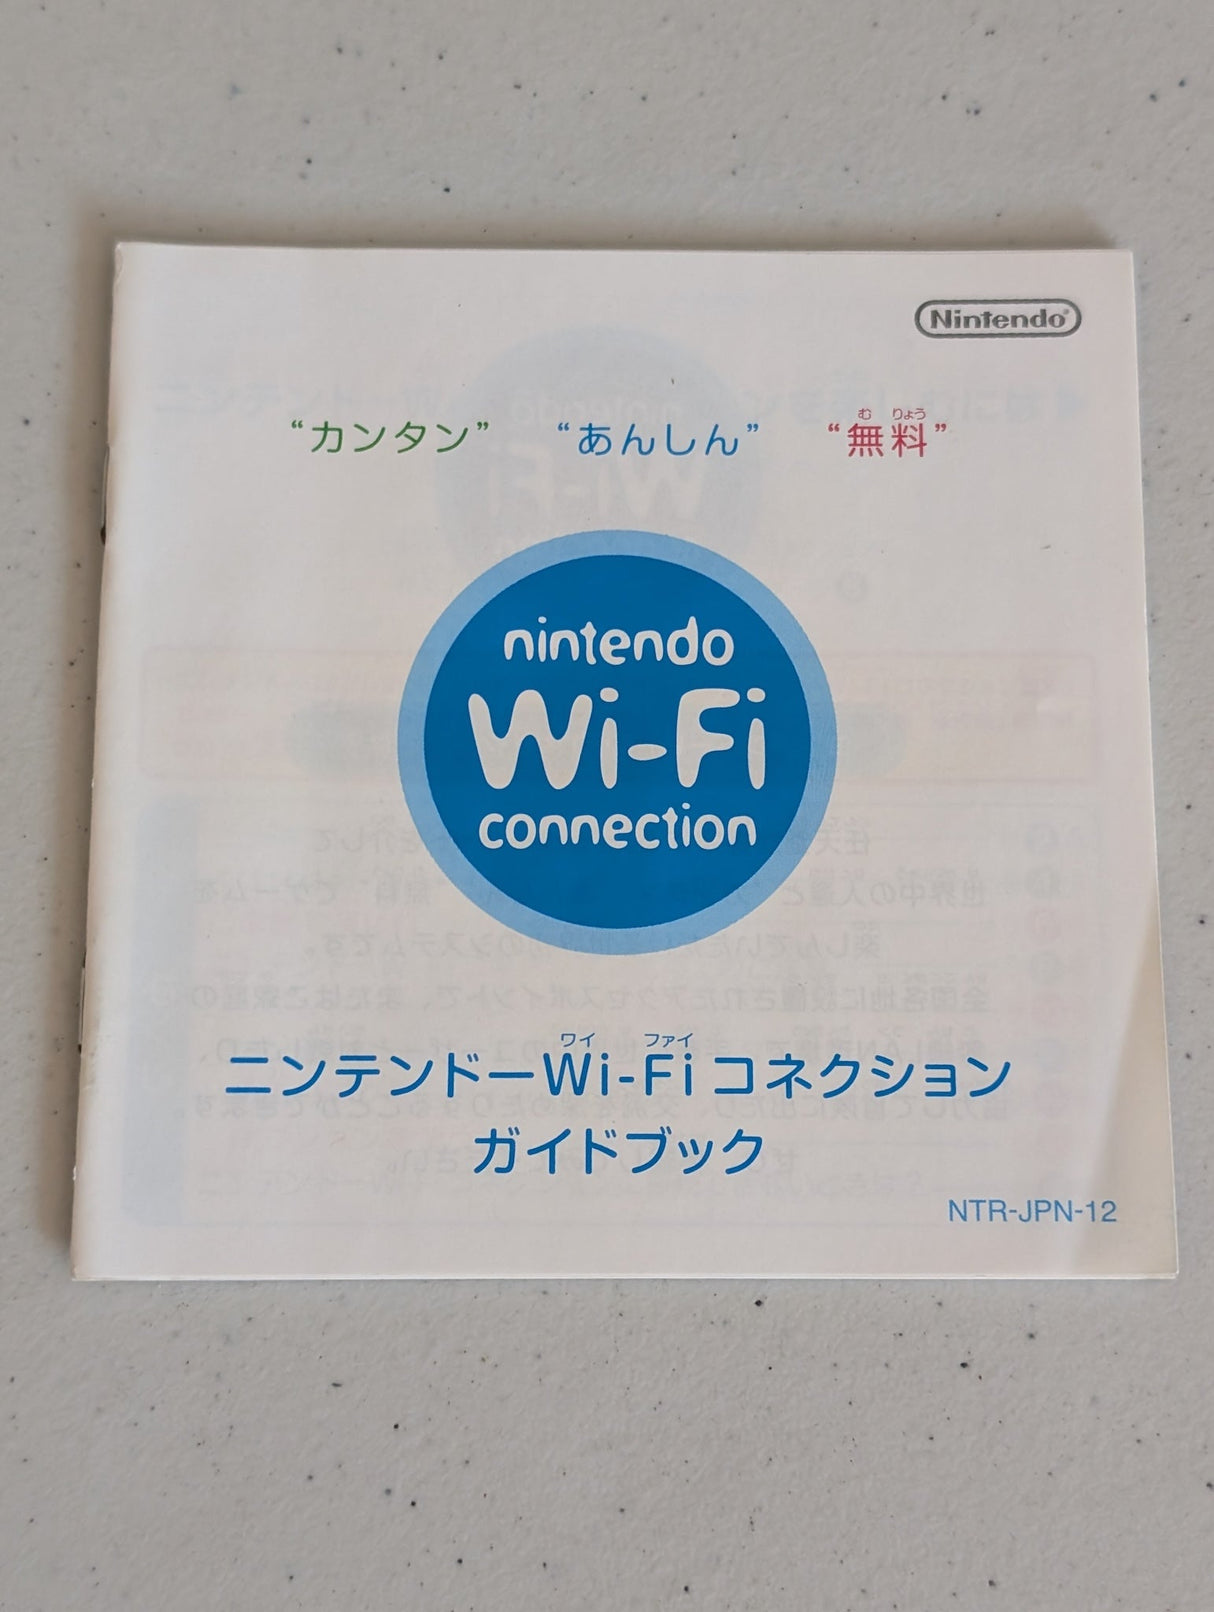 Nintendo®
“カンタン” “あんしん” “無料”
む りょう
nintendo
Wi-Fi
connection
ワイ ファイ
ニンテンドーWi-Fiコネクション
ガイドブック
NTR-JPN-12